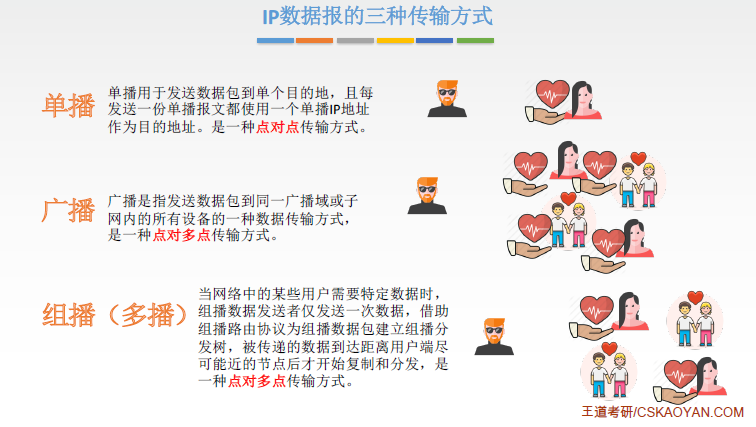 IP数据报的三种传输方式
单播
单播用于发送数据包到单个目的地，且每
发送一份单播报文都使用一个单播IP地址
作为目的地址。是一种点对点传输方式。
广播
广播是指发送数据包到同一广播域或子
网内的所有设备的一种数据传输方式，
是一种点对多点传输方式。
组播（多播）
当网络中的某些用户需要特定数据时，
组播数据发送者仅发送一次数据，借助
组播路由协议为组播数据包建立组播分
发树，被传递的数据到达距离用户端尽
可能近的节点后才开始复制和分发，是
一种点对多点传输方式。
王道考研/CSKAOYAN.COM